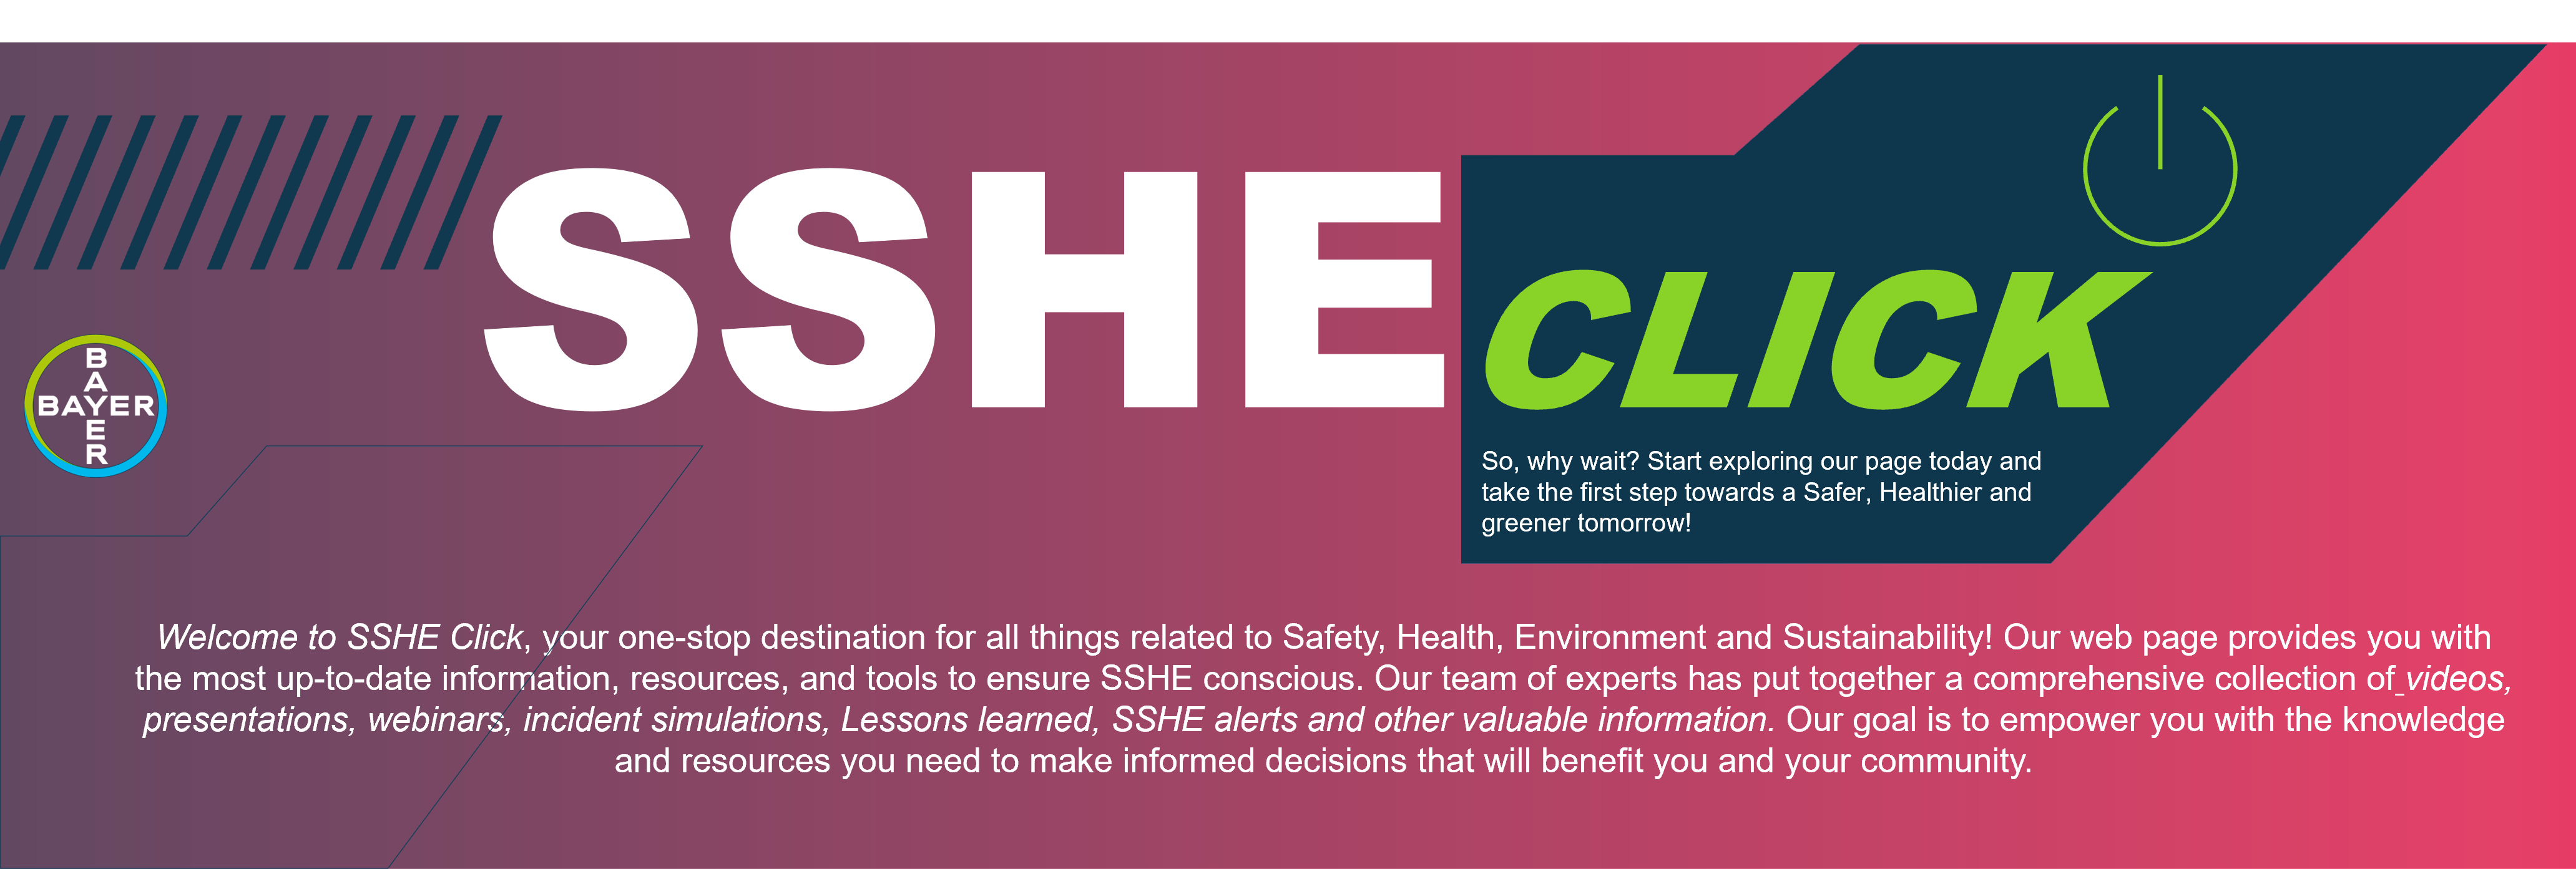 SSHE
CLICK
BAYER
BAYER
So, why wait? Start exploring our page today and
take the first step towards a Safer, Healthier and
greener tomorrow!
Welcome to SSHE Click, your one-stop destination for all things related to Safety, Health, Environment and Sustainability! Our web page provides you with
the most up-to-date information, resources, and tools to ensure SSHE conscious. Our team of experts has put together a comprehensive collection of videos,
presentations, webinars, incident simulations, Lessons learned, SSHE alerts and other valuable information. Our goal is to empower you with the knowledge
and resources you need to make informed decisions that will benefit you and your community.